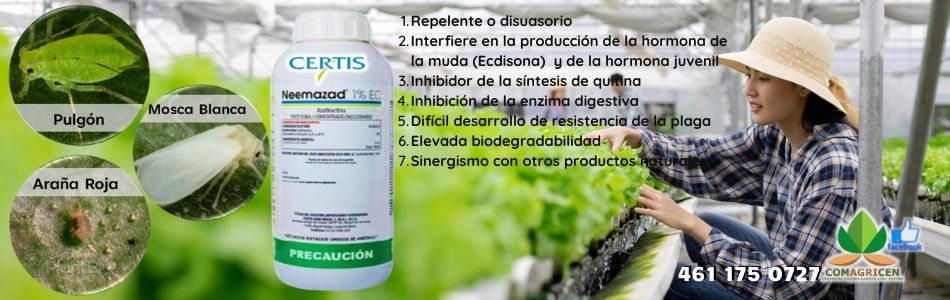 Pulgón
Mosca Blanca
Araña Roja
CERTIS
Neemazad® 1% EC
Azadiractina
INSECTICIDA / CONCENTRADO EMULSIONABLE
PRECAUCIÓN
1. Repelente o disuasorio
2. Interfiere en la producción de la hormona de
la muda (Ecdisona) y de la hormona juvenil
3. Inhibidor de la síntesis de quitina
4. Inhibición de la enzima digestiva
5. Difícil desarrollo de resistencia de la plaga
6. Elevada biodegradabilidad
7. Sinergismo con otros productos naturales
461 175 0727
facebook
COMAGRICEN